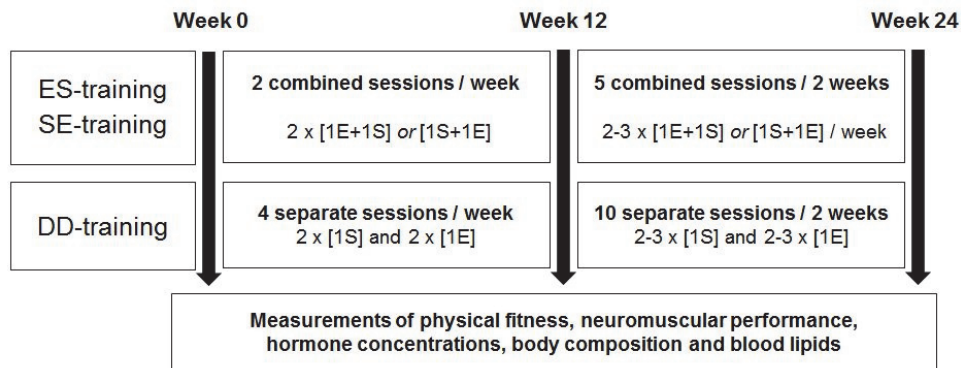 Week 0 Week 12 Week 24
ES-training
SE-training
2 combined sessions / week
2 x [1E+1S] or [1S+1E]
5 combined sessions / 2 weeks
2-3 x [1E+1S] or [1S+1E] / week
DD-training
4 separate sessions / week
2 x [1S] and 2 x [1E]
10 separate sessions / 2 weeks
2-3 x [1S] and 2-3 x [1E]
Measurements of physical fitness, neuromuscular performance,
hormone concentrations, body composition and blood lipids